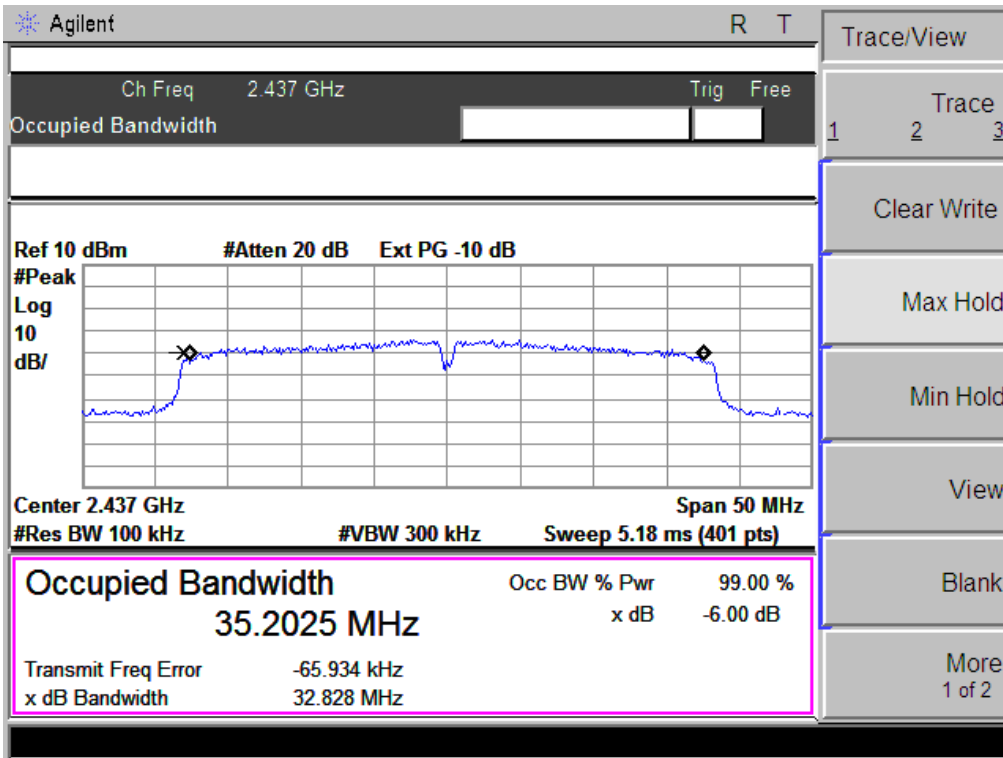 Agilent R T
Ch Freq 2.437 GHz Trig Free
Occupied Bandwidth
Ref 10 dBm #Atten 20 dB Ext PG -10 dB
#Peak
Log
10
dB/
Center 2.437 GHz Span 50 MHz
#Res BW 100 kHz #VBW 300 kHz Sweep 5.18 ms (401 pts)
Occupied Bandwidth Occ BW % Pwr 99.00 %
35.2025 MHz x dB -6.00 dB
Transmit Freq Error -65.934 kHz
x dB Bandwidth 32.828 MHz
Trace/View
Trace
1 2 3
Clear Write
Max Hold
Min Hold
View
Blank
More
1 of 2